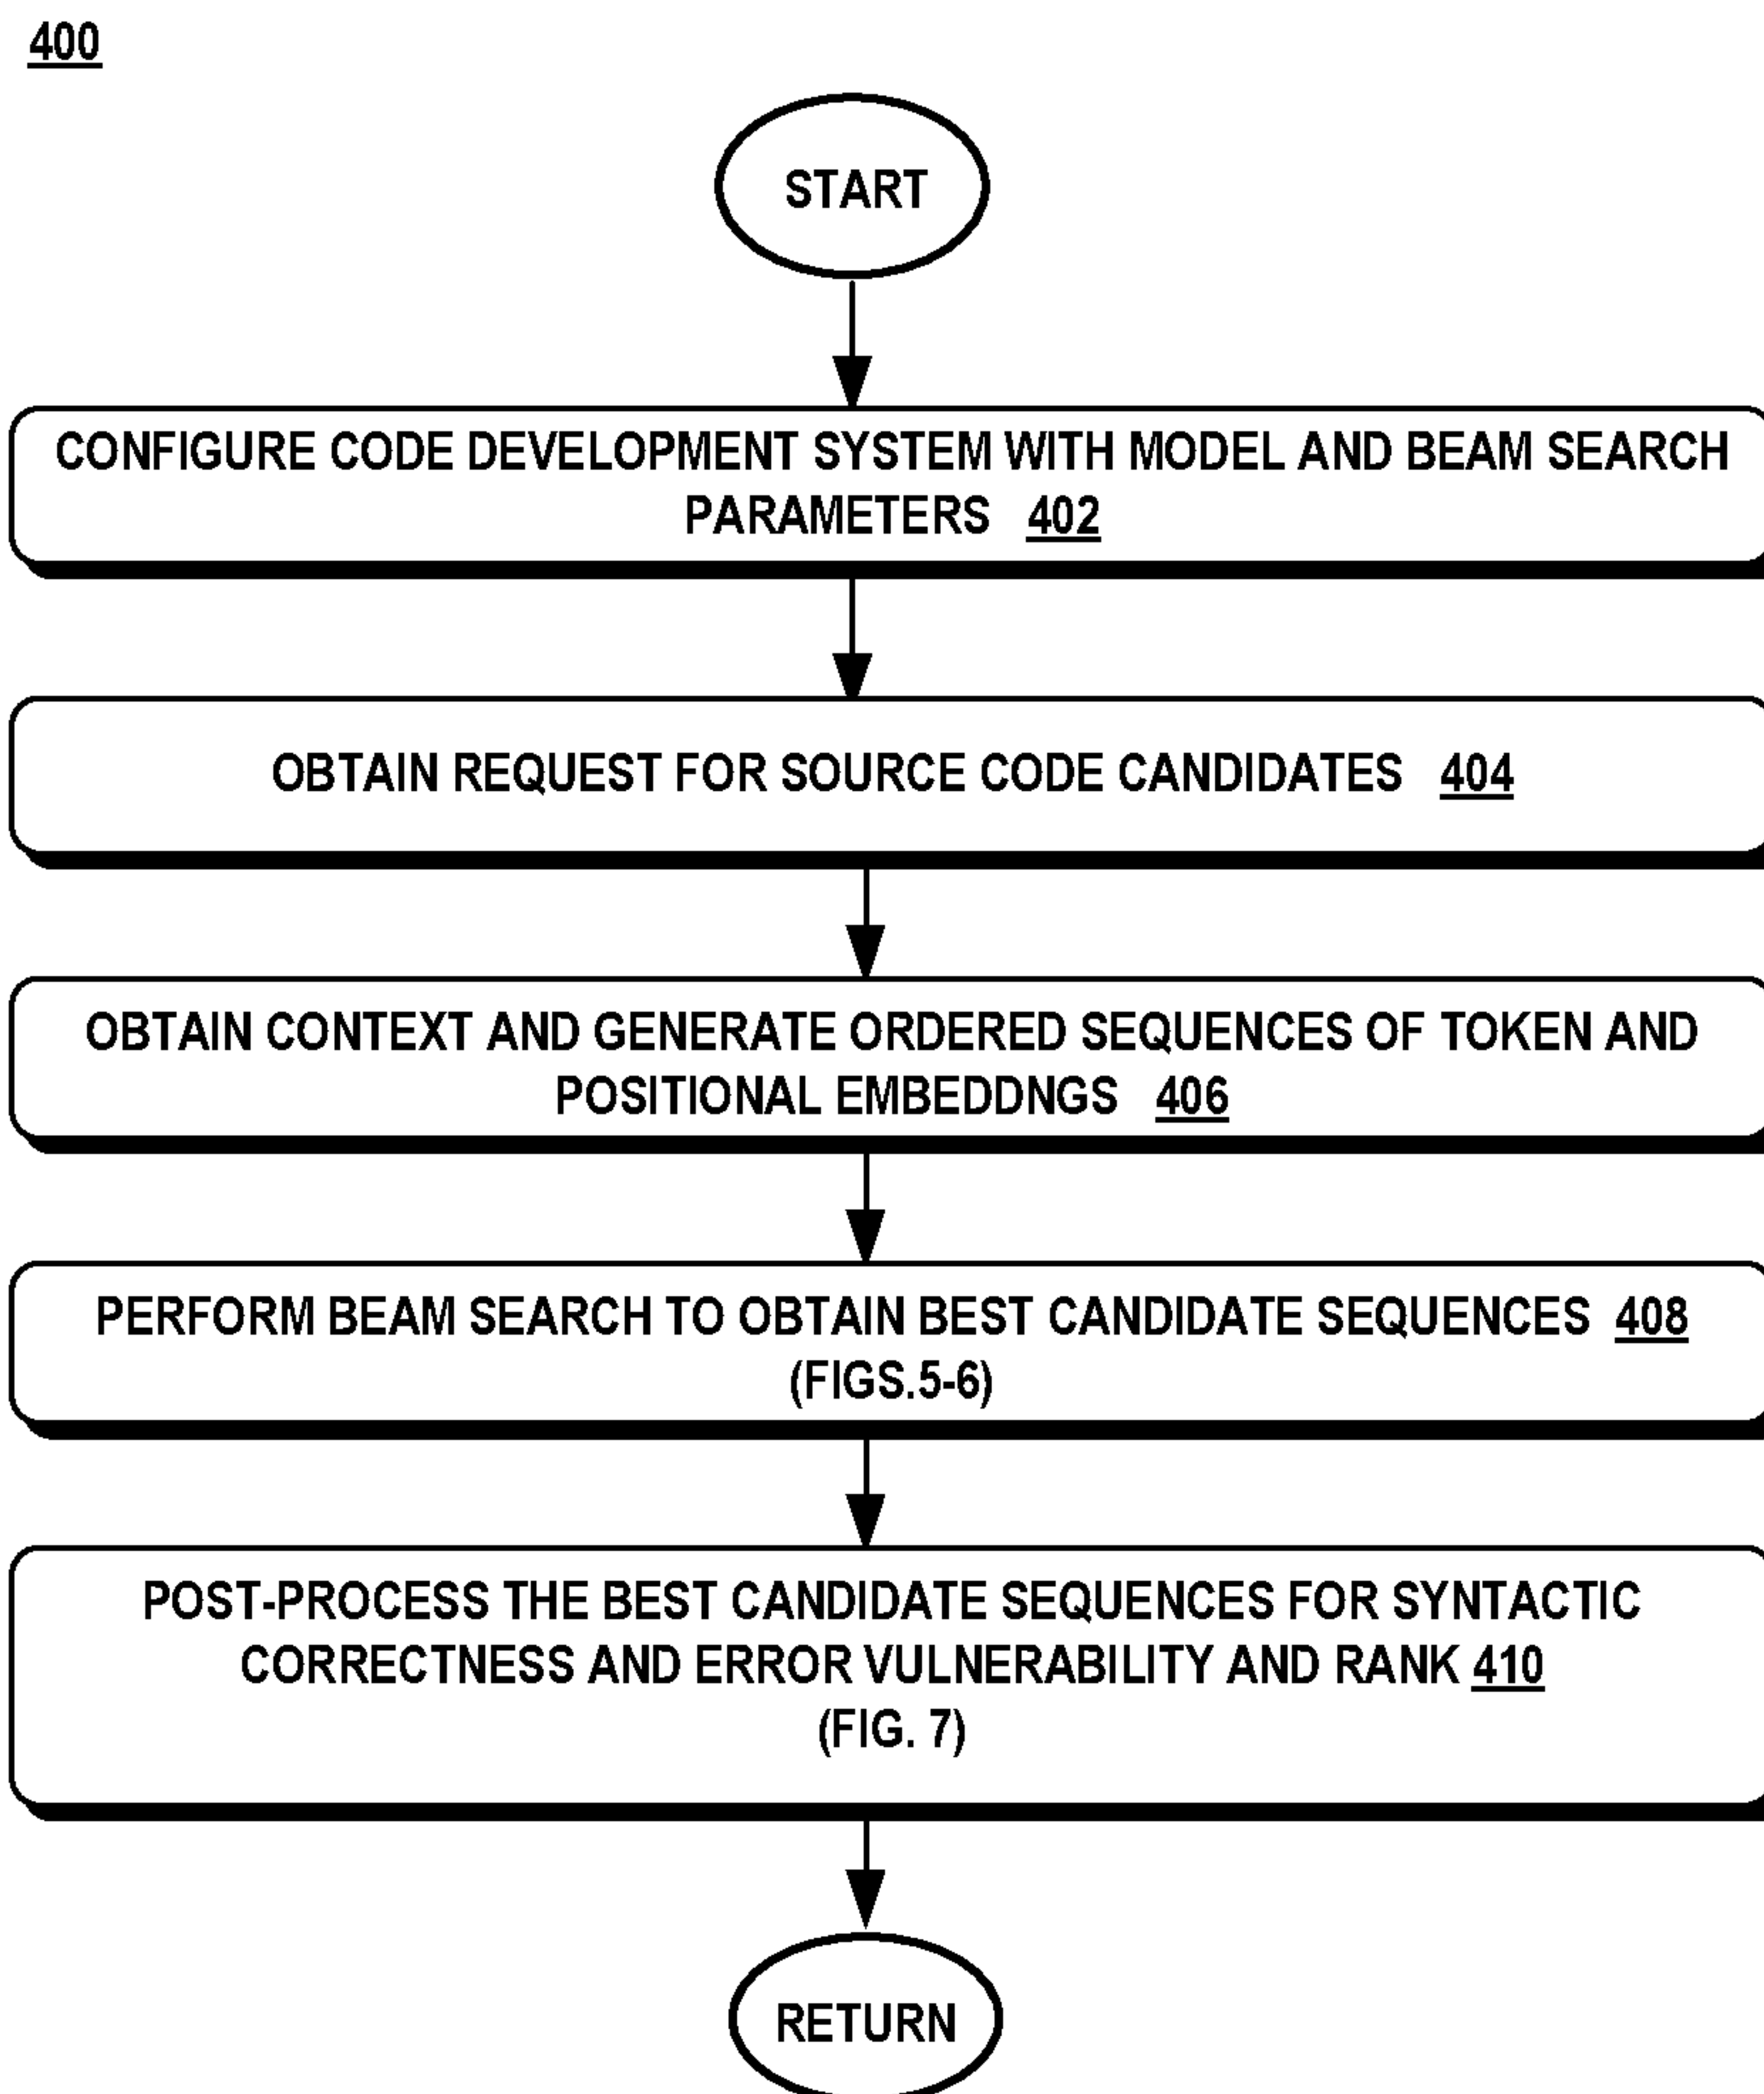 400
START
CONFIGURE CODE DEVELOPMENT SYSTEM WITH MODEL AND BEAM SEARCH
PARAMETERS 402
OBTAIN REQUEST FOR SOURCE CODE CANDIDATES 404
OBTAIN CONTEXT AND GENERATE ORDERED SEQUENCES OF TOKEN AND
POSITIONAL EMBEDDNGS 406
PERFORM BEAM SEARCH TO OBTAIN BEST CANDIDATE SEQUENCES 408
(FIGS.5-6)
POST-PROCESS THE BEST CANDIDATE SEQUENCES FOR SYNTACTIC
CORRECTNESS AND ERROR VULNERABILITY AND RANK 410
(FIG. 7)
RETURN